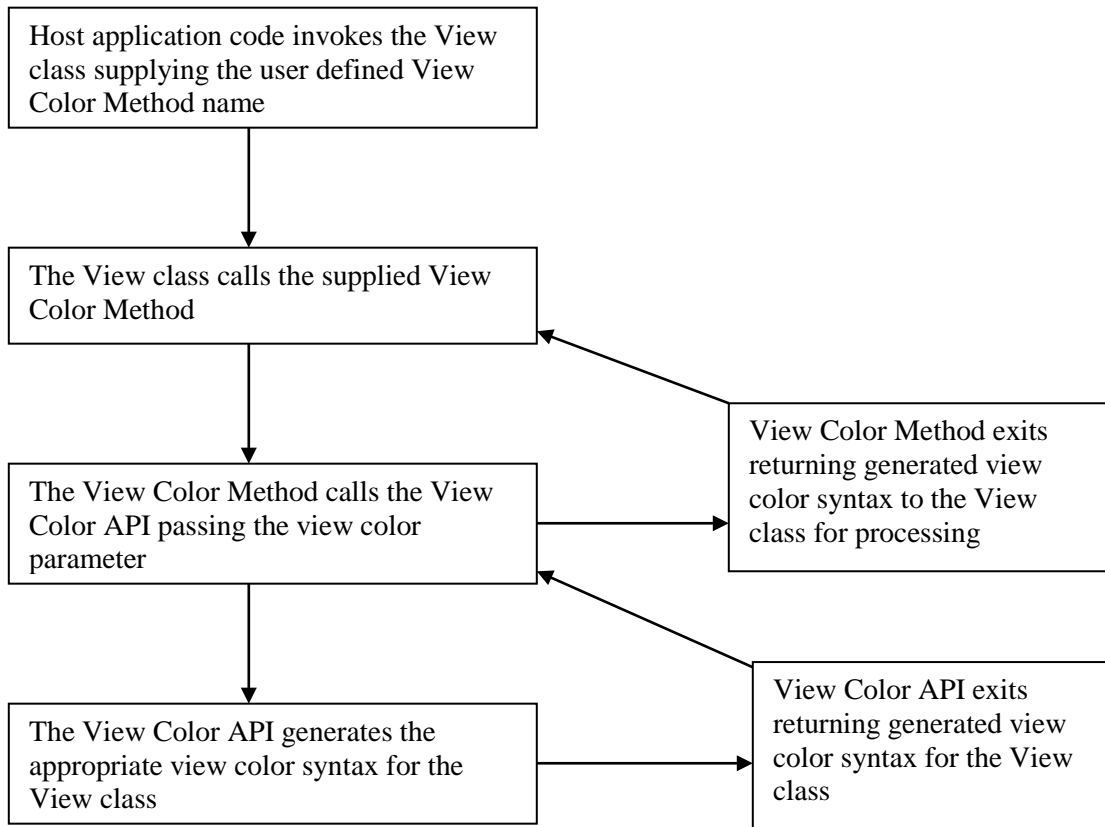 Host application code invokes the View
class supplying the user defined View
Color Method name
The View class calls the supplied View
Color Method
View Color Method exits
returning generated view
color syntax to the View
class for processing
The View Color Method calls the View
Color API passing the view color
parameter
View Color API exits
returning generated view
color syntax for the View
class
The View Color API generates the
appropriate view color syntax for the
View class